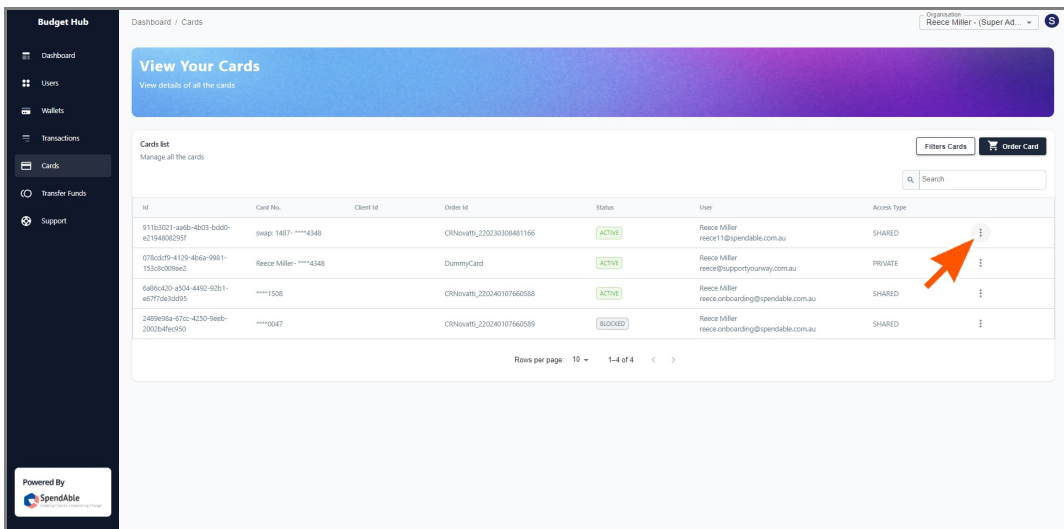 Budget Hub
Dashboard / Cards
Organisation
Reece Miller - (Super Ad...
S
Dashboard
Users
Wallets
Transactions
Cards
Transfer Funds
Support
View Your Cards
View details of all the cards
Cards list
Manage all the cards
Filters Cards
Order Card
Search
Id Card No. Client Id Order Id Status User Access Type
911b3021-aa6b-4b03-bdd0-
e2194808295f
swap: 1487- ****4348
CRNovatti_220230308481166
ACTIVE
Reece Miller
reece11@spendable.com.au
SHARED
078cdcf9-4129-4b6a-9981-
153c8c009ae2
Reece Miller- ****4348
DummyCard
ACTIVE
Reece Miller
reece@supportyourway.com.au
PRIVATE
6a86c420-a504-4492-92b1-
e67f7de3dd95
****1508
CRNovatti_220240107660588
ACTIVE
Reece Miller
reece.onboarding@spendable.com.au
SHARED
2489e98a-67cc-4250-9eeb-
2002b4fec950
****0047
CRNovatti_220240107660589
BLOCKED
Reece Miller
reece.onboarding@spendable.com.au
SHARED
Rows per page: 10 1–4 of 4
Powered By
SpendAble